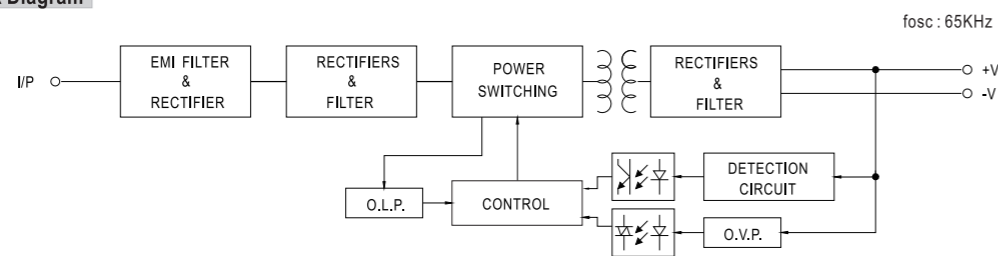 Diagram
fosc : 65KHz
I/P
EMI FILTER
&
RECTIFIER
RECTIFIERS
&
FILTER
POWER
SWITCHING
RECTIFIERS
&
FILTER
+V
-V
O.L.P.
CONTROL
DETECTION
CIRCUIT
O.V.P.